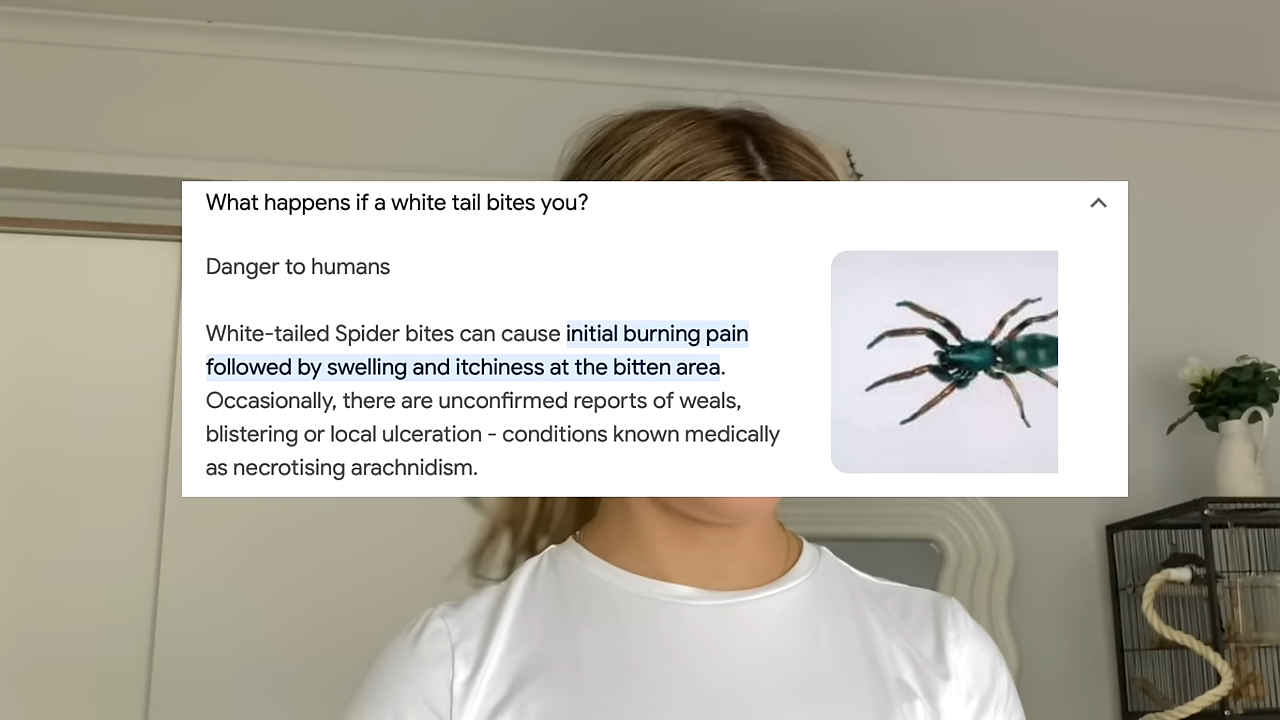 What happens if a white tail bites you?
Danger to humans
White-tailed Spider bites can cause initial burning pain
followed by swelling and itchiness at the bitten area.
Occasionally, there are unconfirmed reports of weals,
blistering or local ulceration - conditions known medically
as necrotising arachnidism.